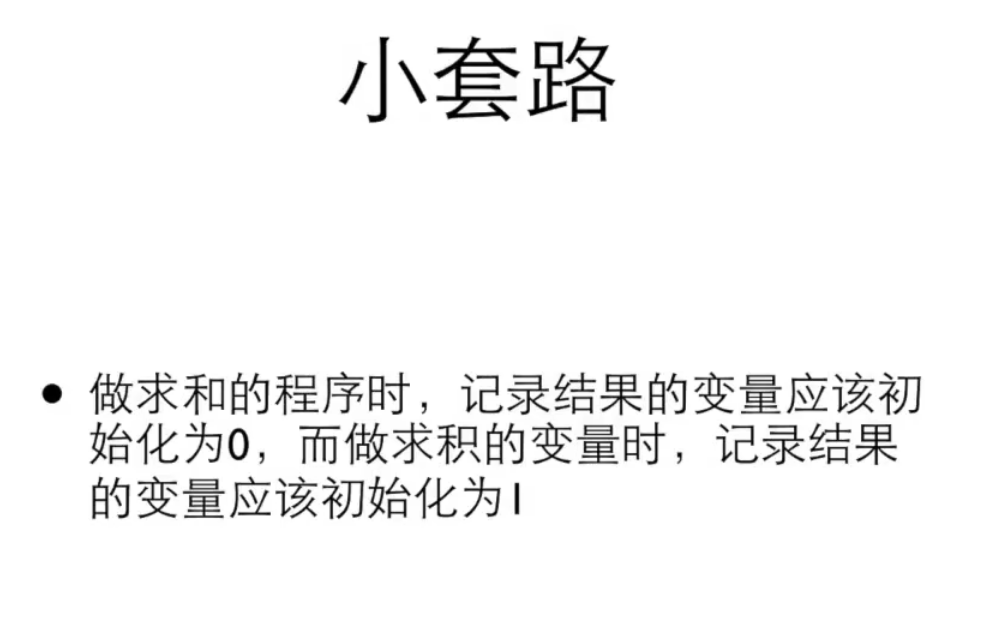 小套路
• 做求和的程序时，记录结果的变量应该初
始化为0，而做求积的变量时，记录结果
的变量应该初始化为1